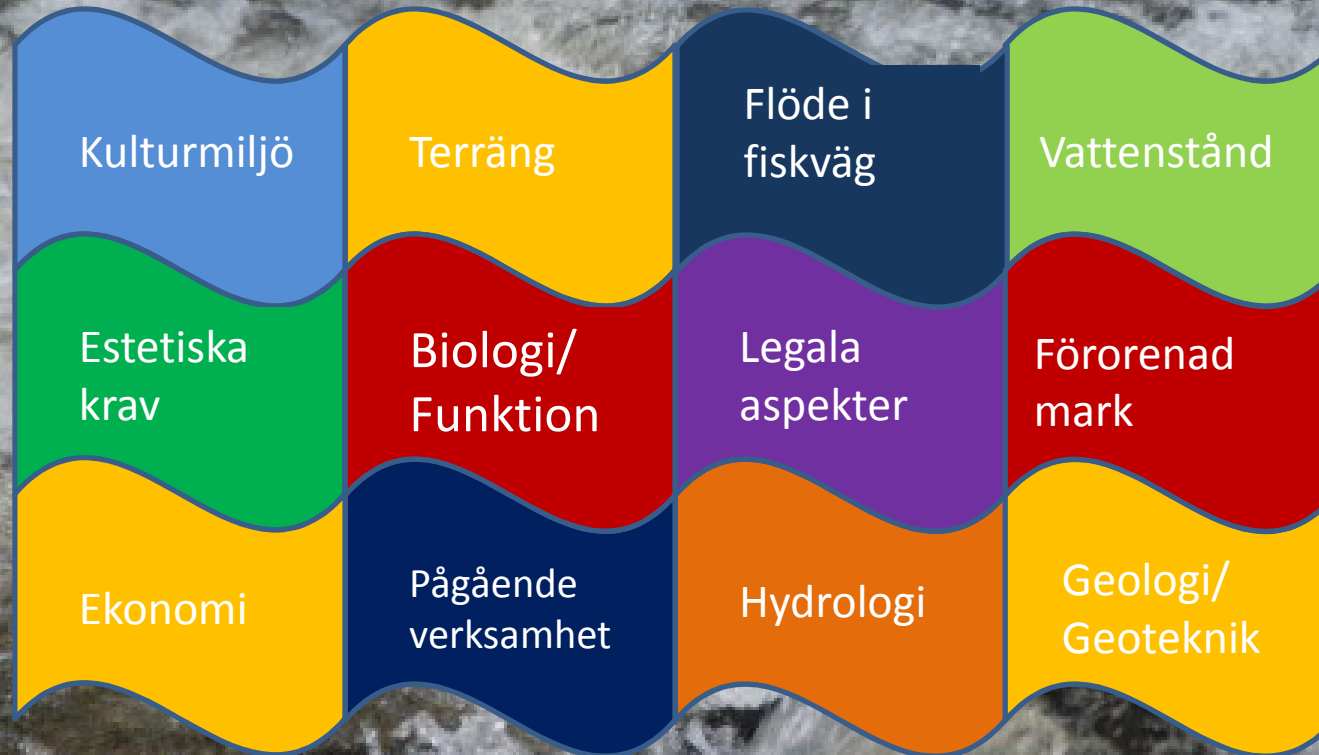 Kulturmiljö
Terräng
Flöde i
fiskväg
Vattenstånd
Estetiska
krav
Biologi/
Funktion
Legala
aspekter
Förorenad
mark
Ekonomi
Pågående
verksamhet
Hydrologi
Geologi/
Geoteknik